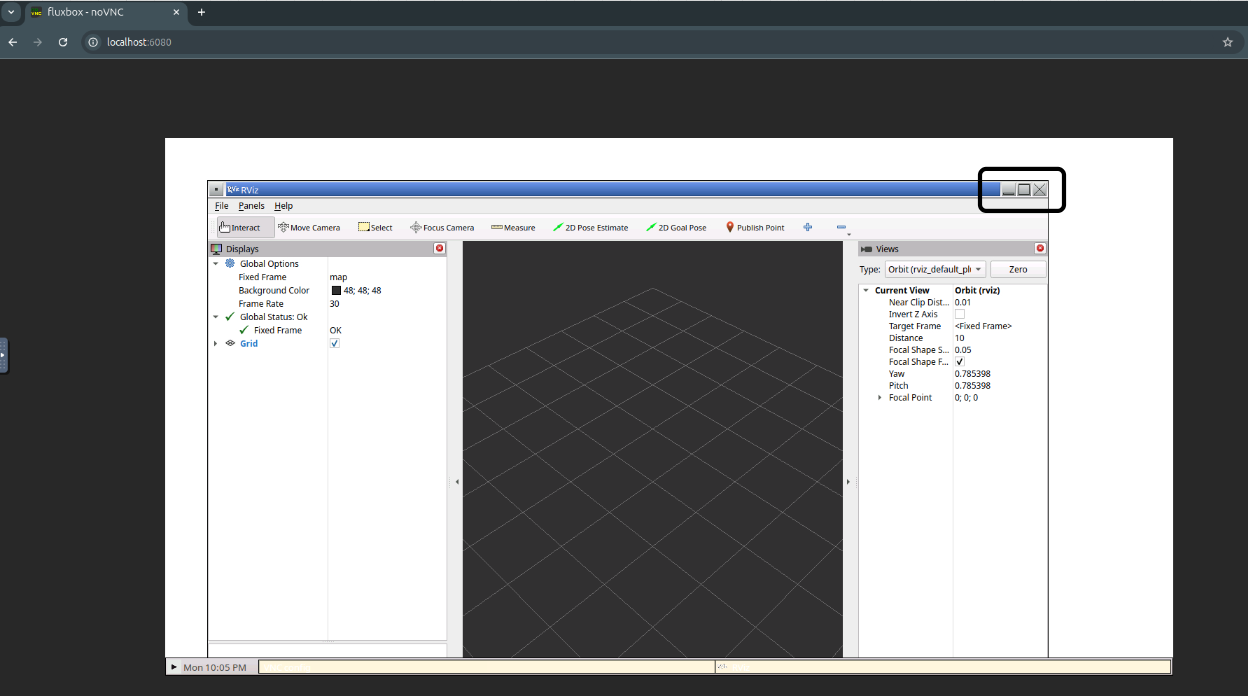 fluxbox - noVNC
localhost:6080
RViz
File Panels Help
Interact Move Camera Select Focus Camera Measure 2D Pose Estimate 2D Goal Pose Publish Point
Displays
Global Options
Fixed Frame map
Background Color 48; 48; 48
Frame Rate 30
Global Status: Ok
Fixed Frame OK
Grid
Views
Type: Orbit (rviz_default_pl Zero
Current View Orbit (rviz)
Near Clip Dist... 0.01
Invert Z Axis
Target Frame <Fixed Frame>
Distance 10
Focal Shape S... 0.05
Focal Shape F...
Yaw 0.785398
Pitch 0.785398
Focal Point 0; 0; 0
Mon 10:05 PM